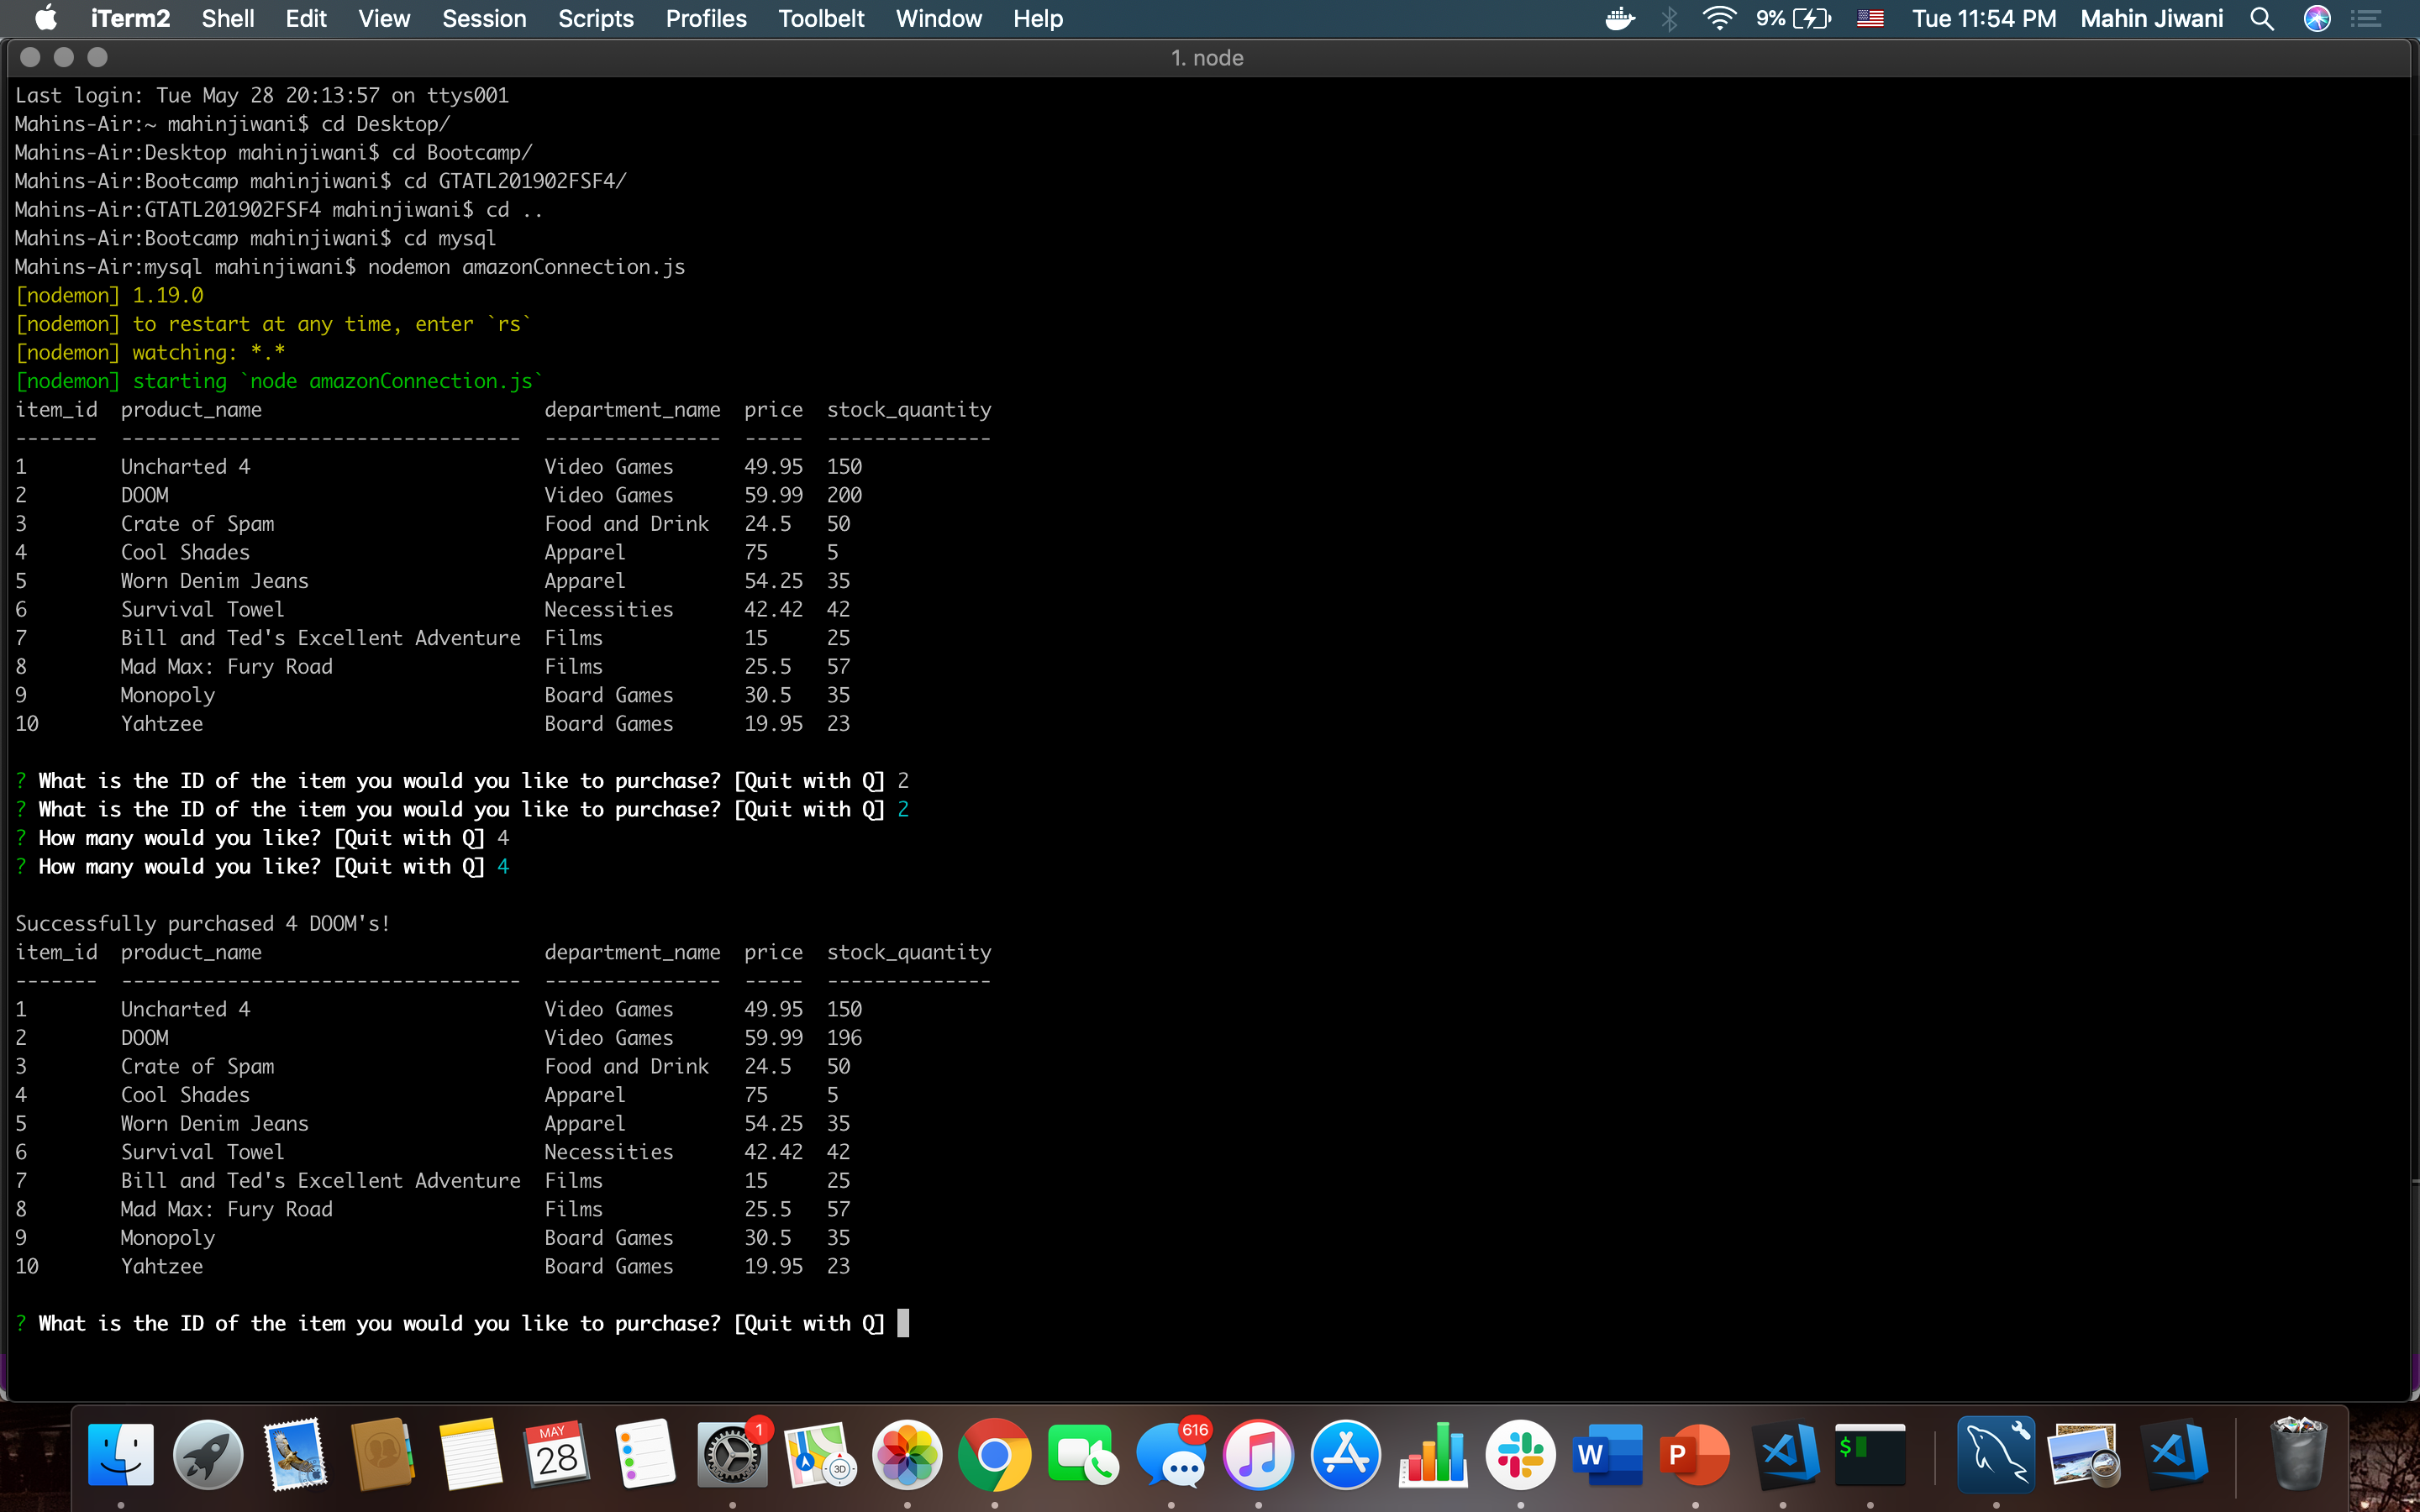 iTerm2 Shell Edit View Session Scripts Profiles Toolbelt Window Help 9% Tue 11:54 PM Mahin Jiwani
1. node
Last login: Tue May 28 20:13:57 on ttys001
Mahins-Air:~ mahinjiwani$ cd Desktop/
Mahins-Air:Desktop mahinjiwani$ cd Bootcamp/
Mahins-Air:Bootcamp mahinjiwani$ cd GTATL201902FSF4/
Mahins-Air:GTATL201902FSF4 mahinjiwani$ cd ..
Mahins-Air:Bootcamp mahinjiwani$ cd mysql
Mahins-Air:mysql mahinjiwani$ nodemon amazonConnection.js
[nodemon] 1.19.0
[nodemon] to restart at any time, enter `rs`
[nodemon] watching: *.*
[nodemon] starting `node amazonConnection.js`
item_id  product_name                        department_name  price  stock_quantity
-------  ----------------------------------  ---------------  -----  --------------
1        Uncharted 4                         Video Games      49.95  150
2        DOOM                                Video Games      59.99  200
3        Crate of Spam                       Food and Drink   24.5   50
4        Cool Shades                         Apparel          75     5
5        Worn Denim Jeans                    Apparel          54.25  35
6        Survival Towel                      Necessities      42.42  42
7        Bill and Ted's Excellent Adventure  Films            15     25
8        Mad Max: Fury Road                  Films            25.5   57
9        Monopoly                            Board Games      30.5   35
10       Yahtzee                             Board Games      19.95  23
? What is the ID of the item you would you like to purchase? [Quit with Q] 2
? What is the ID of the item you would you like to purchase? [Quit with Q] 2
? How many would you like? [Quit with Q] 4
? How many would you like? [Quit with Q] 4
Successfully purchased 4 DOOM's!
item_id  product_name                        department_name  price  stock_quantity
-------  ----------------------------------  ---------------  -----  --------------
1        Uncharted 4                         Video Games      49.95  150
2        DOOM                                Video Games      59.99  196
3        Crate of Spam                       Food and Drink   24.5   50
4        Cool Shades                         Apparel          75     5
5        Worn Denim Jeans                    Apparel          54.25  35
6        Survival Towel                      Necessities      42.42  42
7        Bill and Ted's Excellent Adventure  Films            15     25
8        Mad Max: Fury Road                  Films            25.5   57
9        Monopoly                            Board Games      30.5   35
10       Yahtzee                             Board Games      19.95  23
? What is the ID of the item you would you like to purchase? [Quit with Q]
MAY 1 616
28 3D W P $